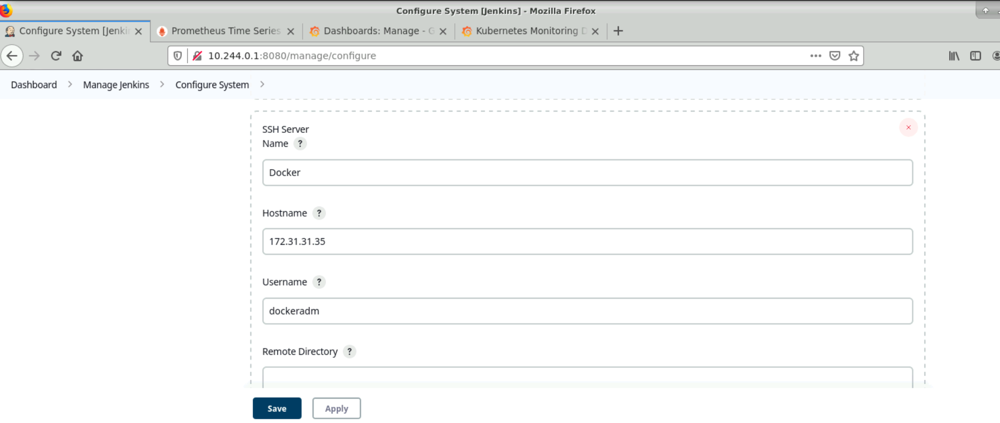 Configure System [Jenkins] - Mozilla Firefox
Configure System [Jenki
Prometheus Time Series
Dashboards: Manage - G
Kubernetes Monitoring D
10.244.0.1:8080/manage/configure
Dashboard > Manage Jenkins > Configure System >
SSH Server
Name ?
Docker
Hostname ?
172.31.31.35
Username ?
dockeradm
Remote Directory ?
Save
Apply